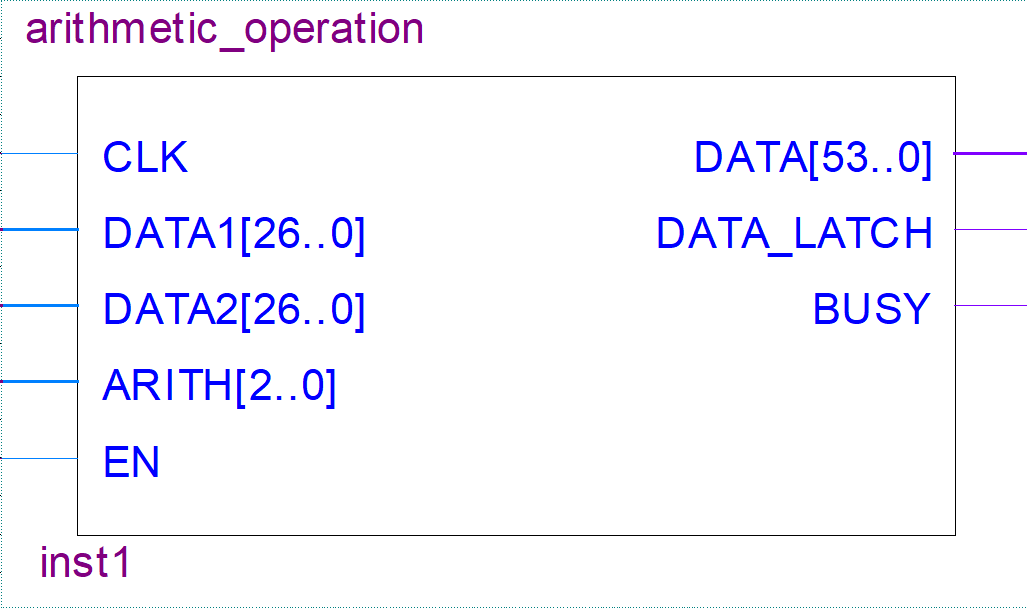 arithmetic_operation
CLK DATA[53..0]
DATA1[26..0] DATA_LATCH
DATA2[26..0] BUSY
ARITH[2..0]
EN
inst1